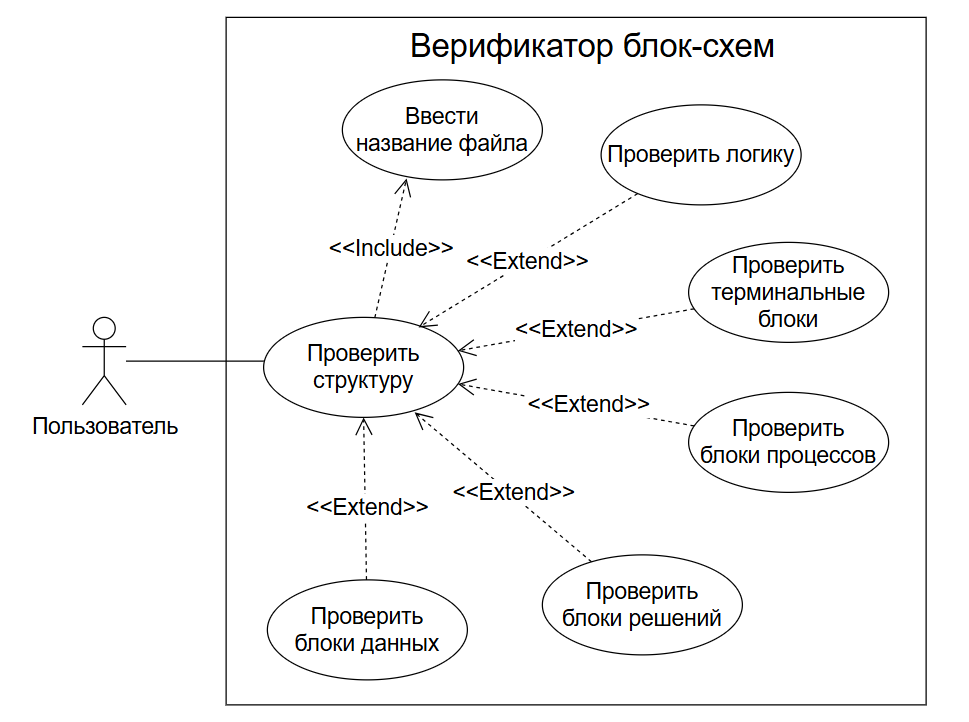 Верификатор блок-схем
Ввести
название файла
Проверить логику
<<Include>>
<<Extend>>
Проверить
терминальные
блоки
<<Extend>>
Проверить
структуру
<<Extend>>
Пользователь
Проверить
блоки процессов
<<Extend>>
<<Extend>>
Проверить
блоки решений
Проверить
блоки данных